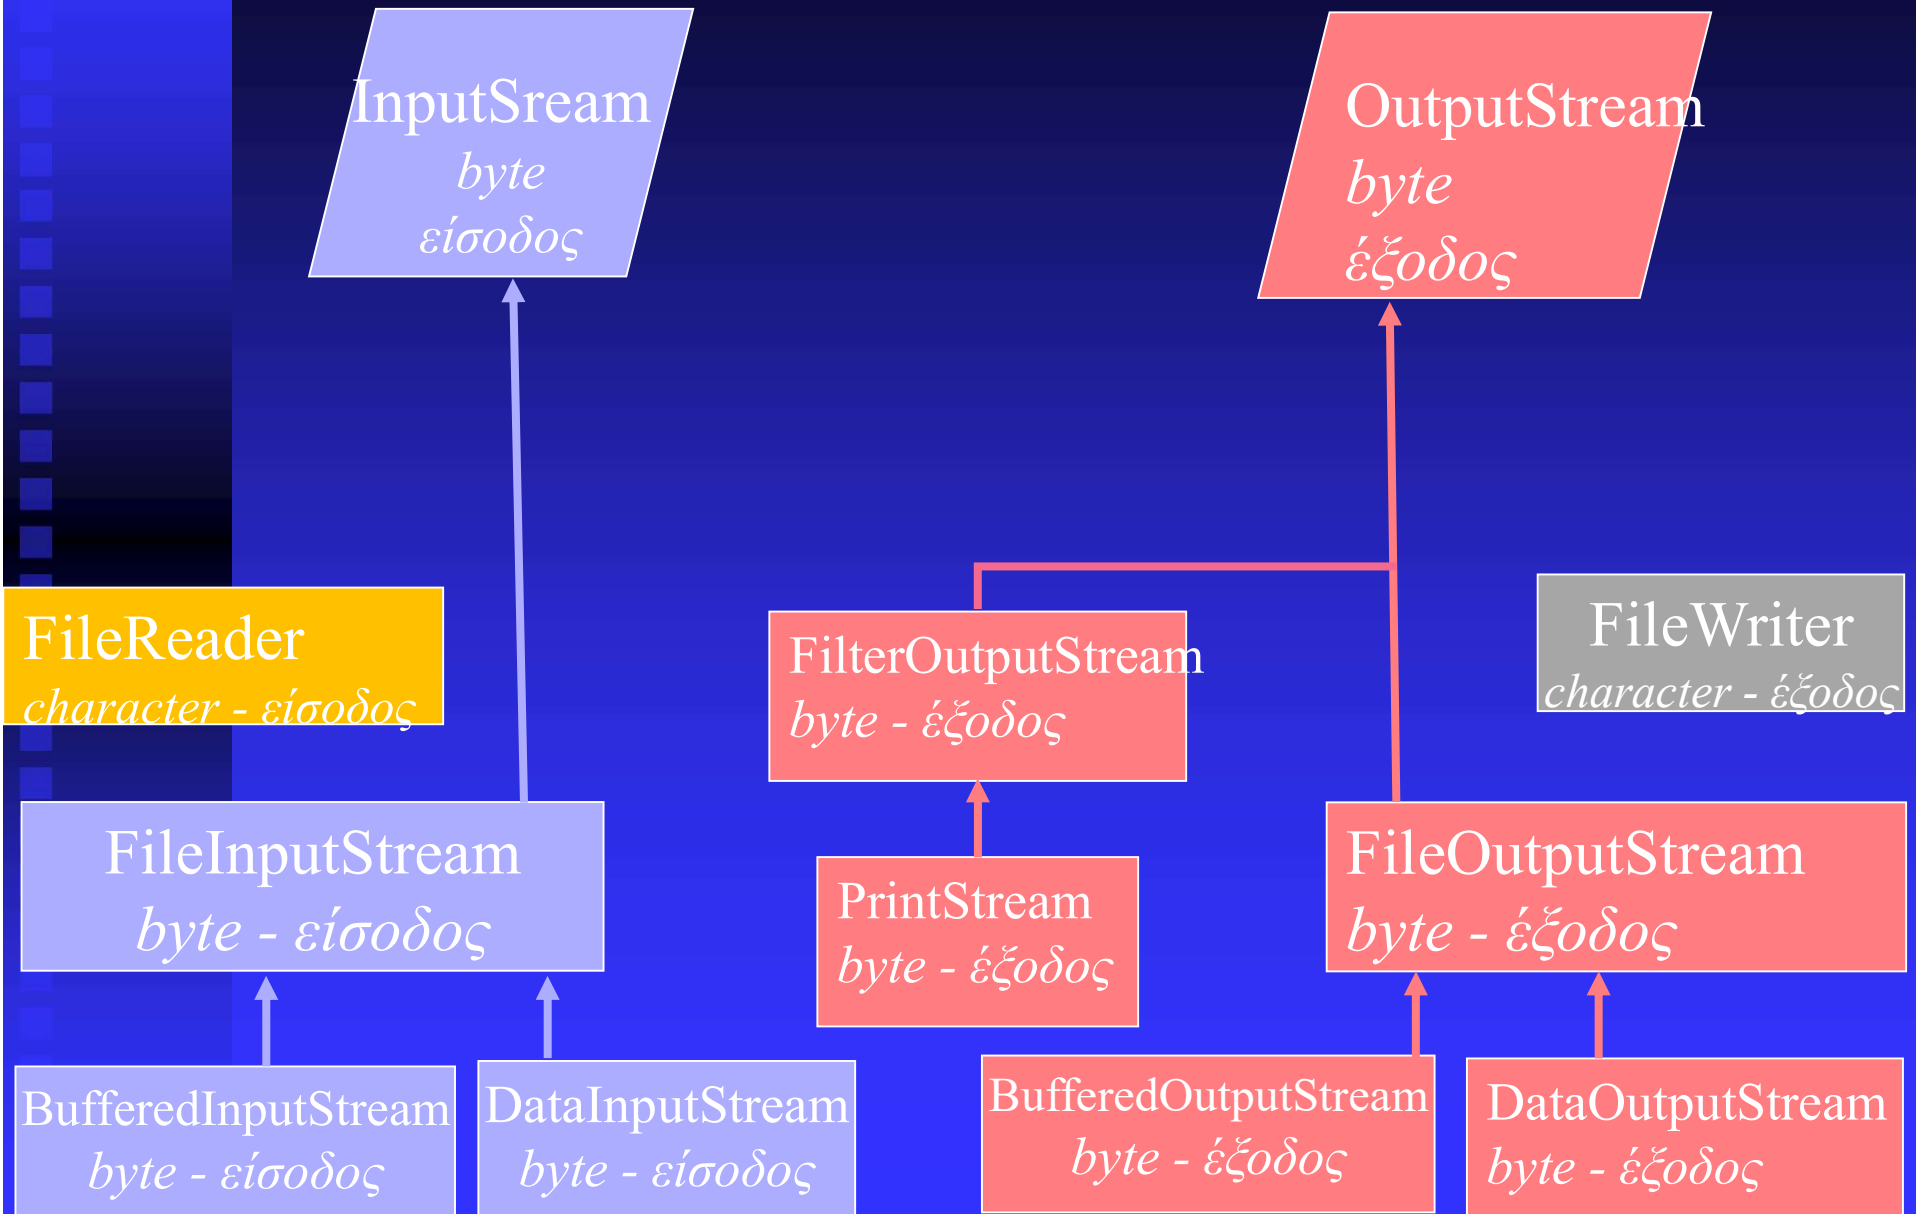 InputSream
byte
είσοδος
OutputStream
byte
έξοδος
FileReader
character - είσοδος
FilterOutputStream
byte - έξοδος
FileWriter
character - έξοδος
FileInputStream
byte - είσοδος
PrintStream
byte - έξοδος
FileOutputStream
byte - έξοδος
BufferedInputStream
byte - είσοδος
DataInputStream
byte - είσοδος
BufferedOutputStream
byte - έξοδος
DataOutputStream
byte - έξοδος